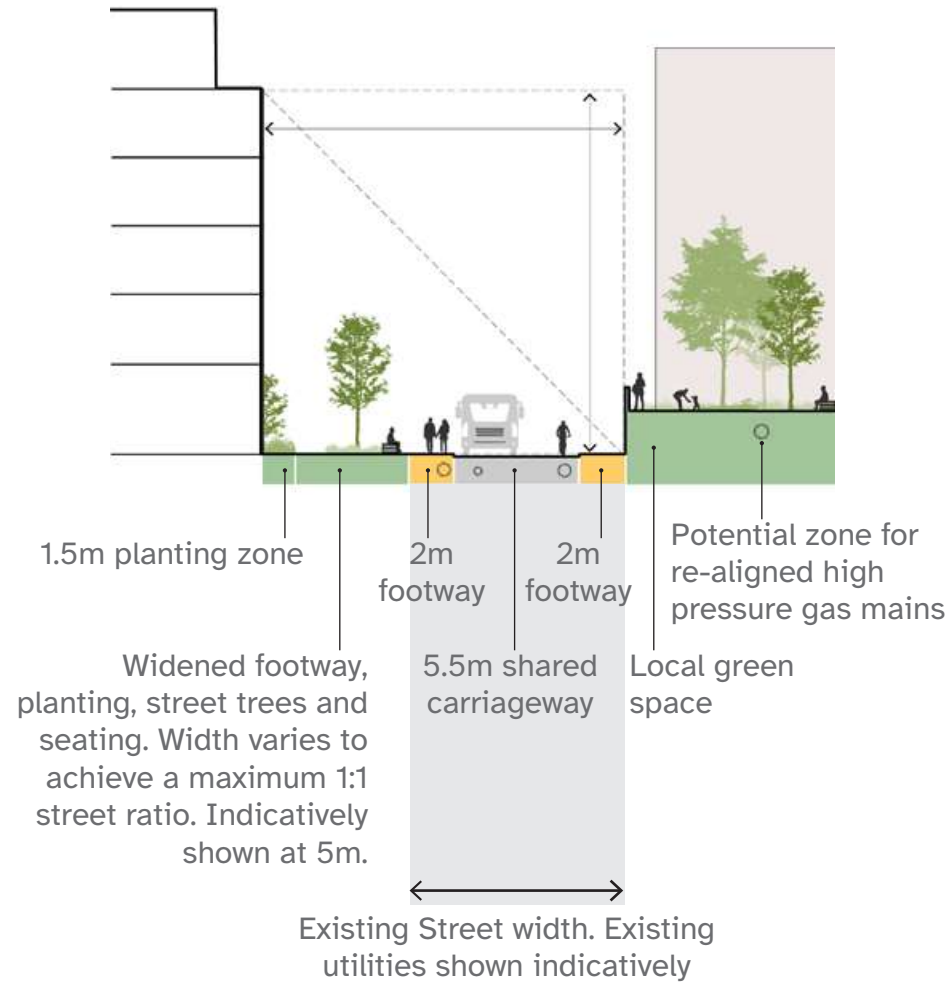 1.5m planting zone
2m
footway
2m
footway
Potential zone for
re-aligned high
pressure gas mains
Widened footway,
planting, street trees and
seating. Width varies to
achieve a maximum 1:1
street ratio. Indicatively
shown at 5m.
5.5m shared
carriageway
Local green
space
Existing Street width. Existing
utilities shown indicatively